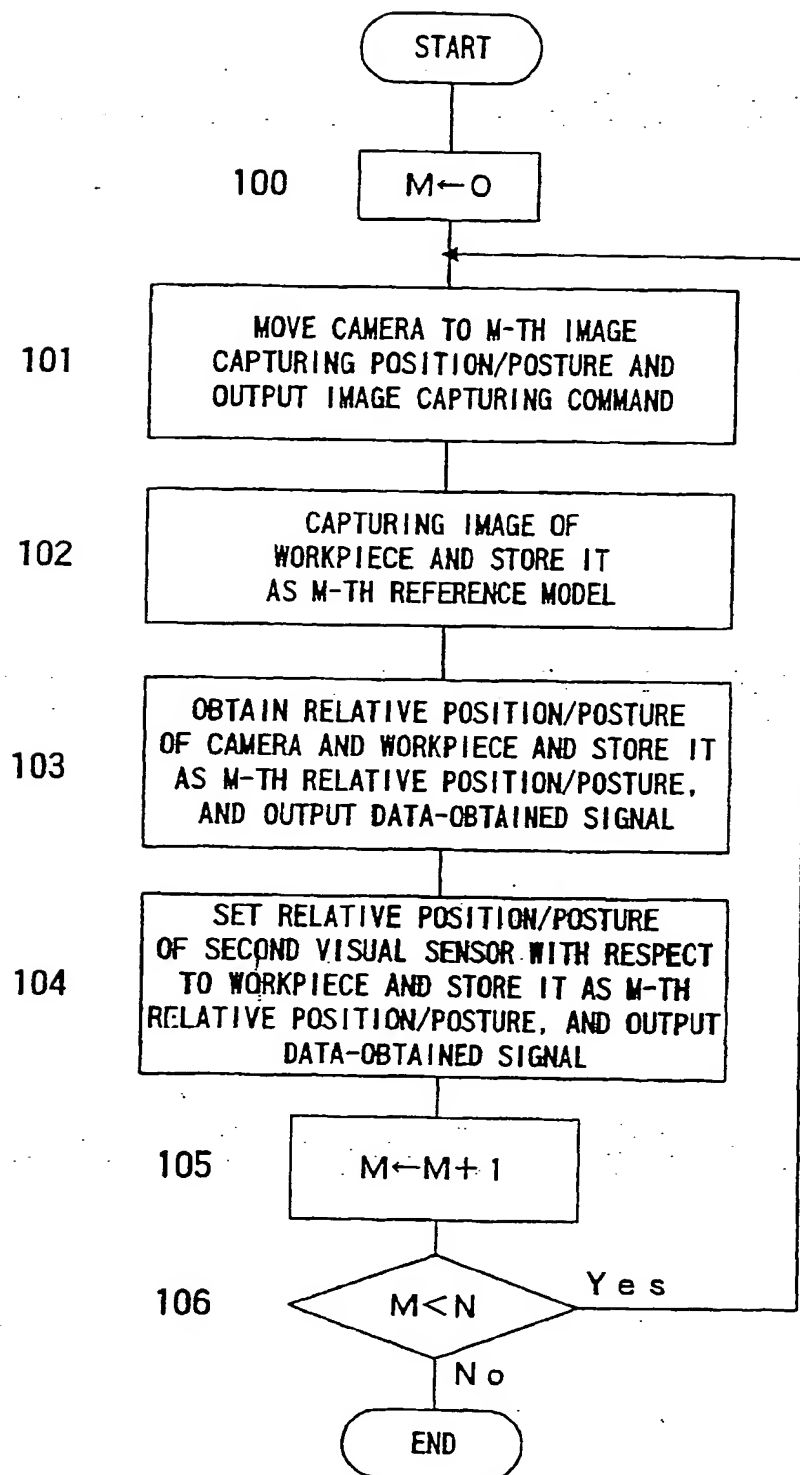 START
100
M←0
101
MOVE CAMERA TO M-TH IMAGE
CAPTURING POSITION/POSTURE AND
OUTPUT IMAGE CAPTURING COMMAND
102
CAPTURING IMAGE OF
WORKPIECE AND STORE IT
AS M-TH REFERENCE MODEL
103
OBTAIN RELATIVE POSITION/POSTURE
OF CAMERA AND WORKPIECE AND STORE IT
AS M-TH RELATIVE POSITION/POSTURE,
AND OUTPUT DATA-OBTAINED SIGNAL
104
SET RELATIVE POSITION/POSTURE
OF SECOND VISUAL SENSOR WITH RESPECT
TO WORKPIECE AND STORE IT AS M-TH
RELATIVE POSITION/POSTURE, AND OUTPUT
DATA-OBTAINED SIGNAL
105
M←M+1
106
M<N
Yes
No
END